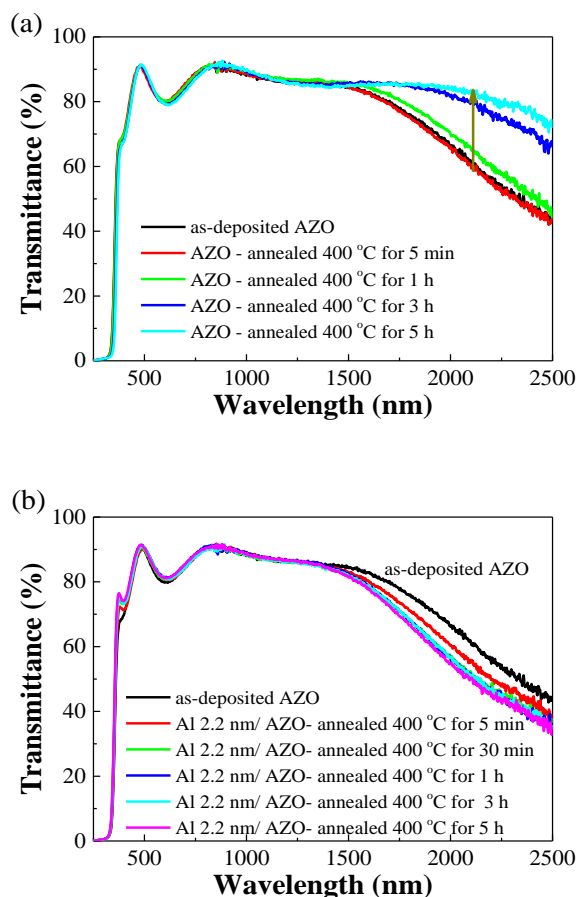 (a)
100
80
60
40
20
0
Transmittance (%)
as-deposited AZO
AZO - annealed 400 °C for 5 min
AZO - annealed 400 °C for 1 h
AZO - annealed 400 °C for 3 h
AZO - annealed 400 °C for 5 h
500 1000 1500 2000 2500
Wavelength (nm)
(b)
100
80
60
40
20
0
Transmittance (%)
as-deposited AZO
as-deposited AZO
Al 2.2 nm/ AZO- annealed 400 °C for 5 min
Al 2.2 nm/ AZO- annealed 400 °C for 30 min
Al 2.2 nm/ AZO- annealed 400 °C for 1 h
Al 2.2 nm/ AZO- annealed 400 °C for  3 h
Al 2.2 nm/ AZO- annealed 400 °C for 5 h
500 1000 1500 2000 2500
Wavelength (nm)